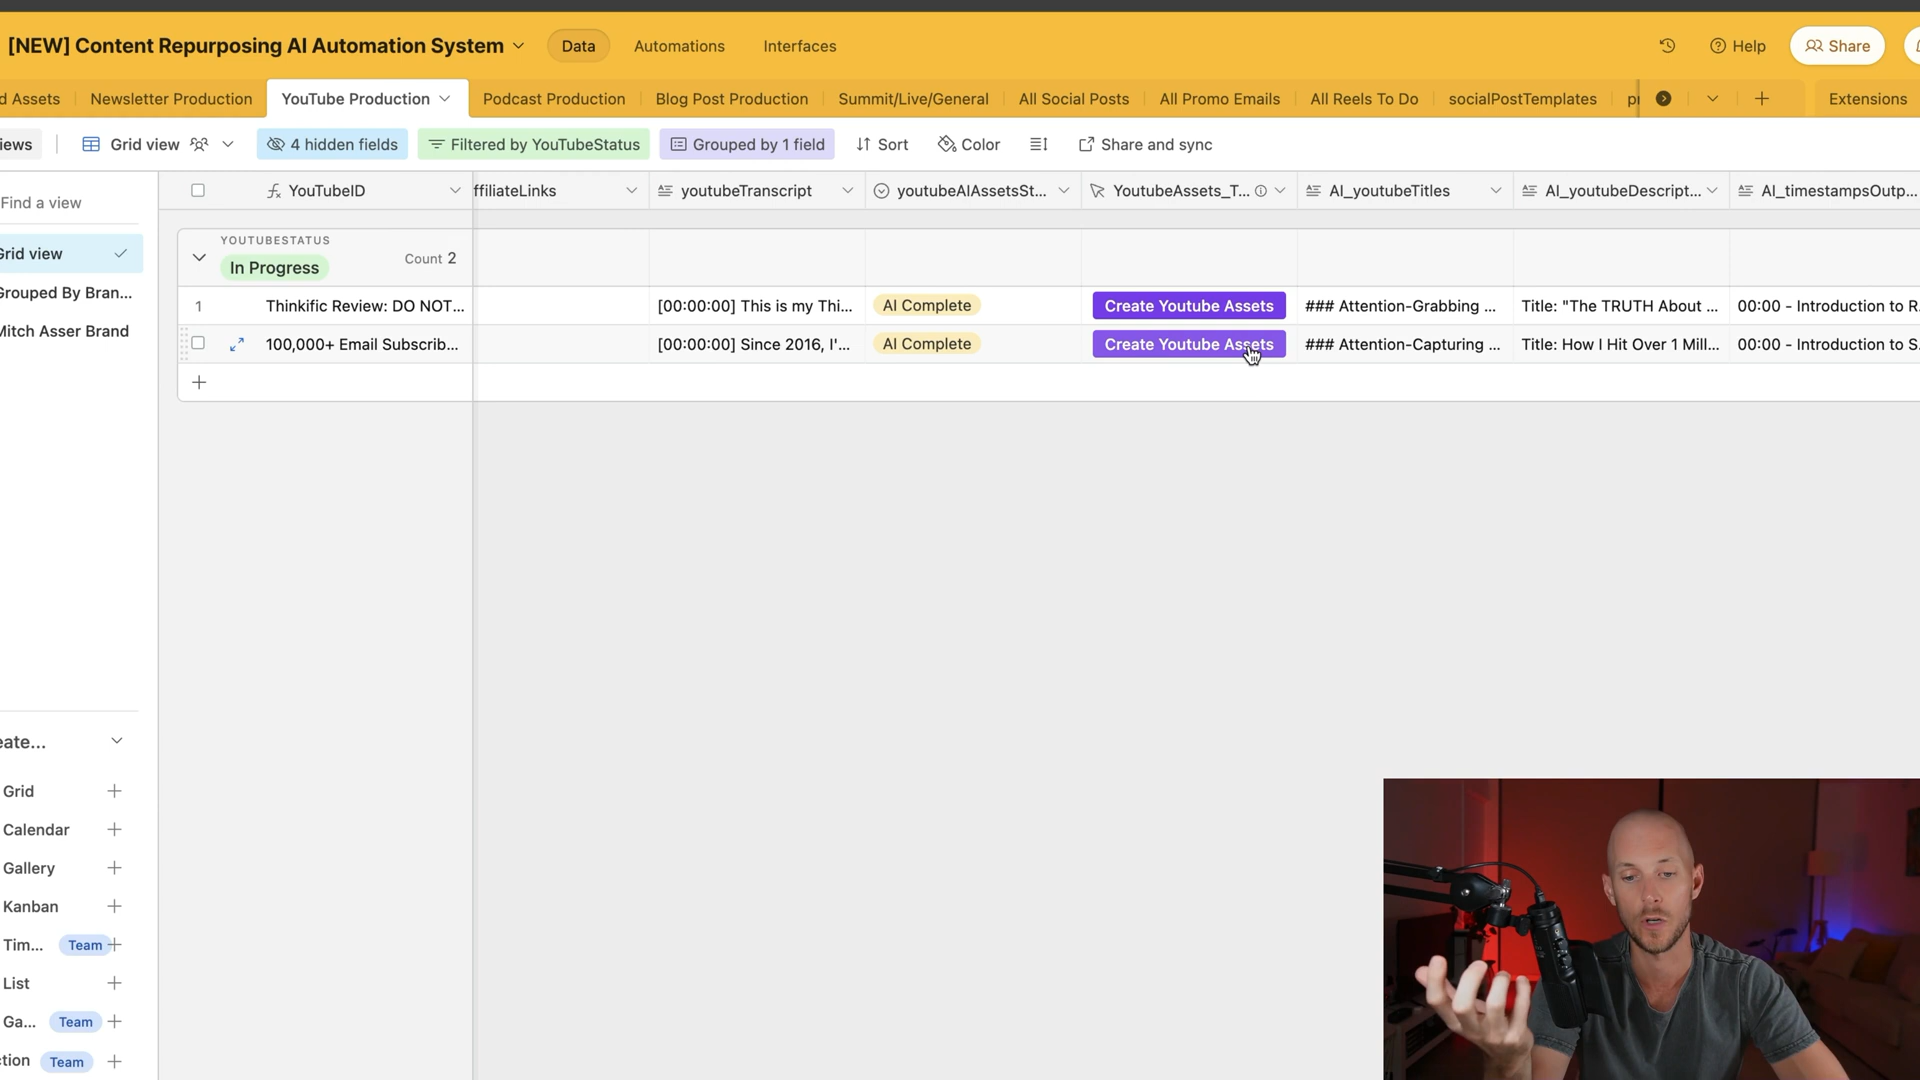 [NEW] Content Repurposing AI Automation System Data Automations Interfaces Help Share
d Assets Newsletter Production YouTube Production Podcast Production Blog Post Production Summit/Live/General All Social Posts All Promo Emails All Reels To Do socialPostTemplates Extensions
iews Grid view 4 hidden fields Filtered by YouTubeStatus Grouped by 1 field Sort Color Share and sync
Find a view
YouTubeID ffiliateLinks youtubeTranscript youtubeAIAssetsSt... YoutubeAssets_T... AI_youtubeTitles AI_youtubeDescript... AI_timestampsOutp...
YOUTUBESTATUS
In Progress Count 2
1 Thinkific Review: DO NOT... [00:00:00] This is my Thi... AI Complete Create Youtube Assets ### Attention-Grabbing ... Title: "The TRUTH About ... 00:00 - Introduction to R.
100,000+ Email Subscrib... [00:00:00] Since 2016, I'... AI Complete Create Youtube Assets ### Attention-Capturing ... Title: How I Hit Over 1 Mill... 00:00 - Introduction to S.
Grid view
Grouped By Bran...
Mitch Asser Brand
eate...
Grid
Calendar
Gallery
Kanban
Tim... Team
List
Ga... Team
ction Team